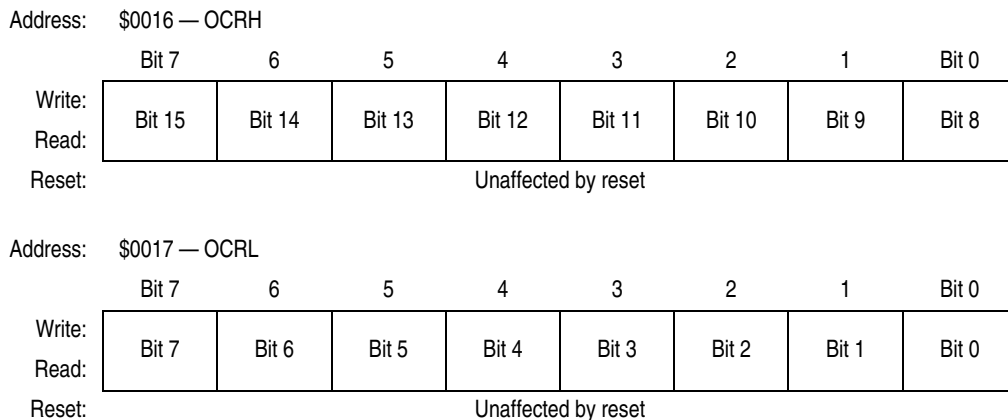 Address: $0016 — OCRH
Bit 7 6 5 4 3 2 1 Bit 0
Write:
Bit 15 Bit 14 Bit 13 Bit 12 Bit 11 Bit 10 Bit 9 Bit 8
Read:
Reset: Unaffected by reset
Address: $0017 — OCRL
Bit 7 6 5 4 3 2 1 Bit 0
Write:
Bit 7 Bit 6 Bit 5 Bit 4 Bit 3 Bit 2 Bit 1 Bit 0
Read:
Reset: Unaffected by reset